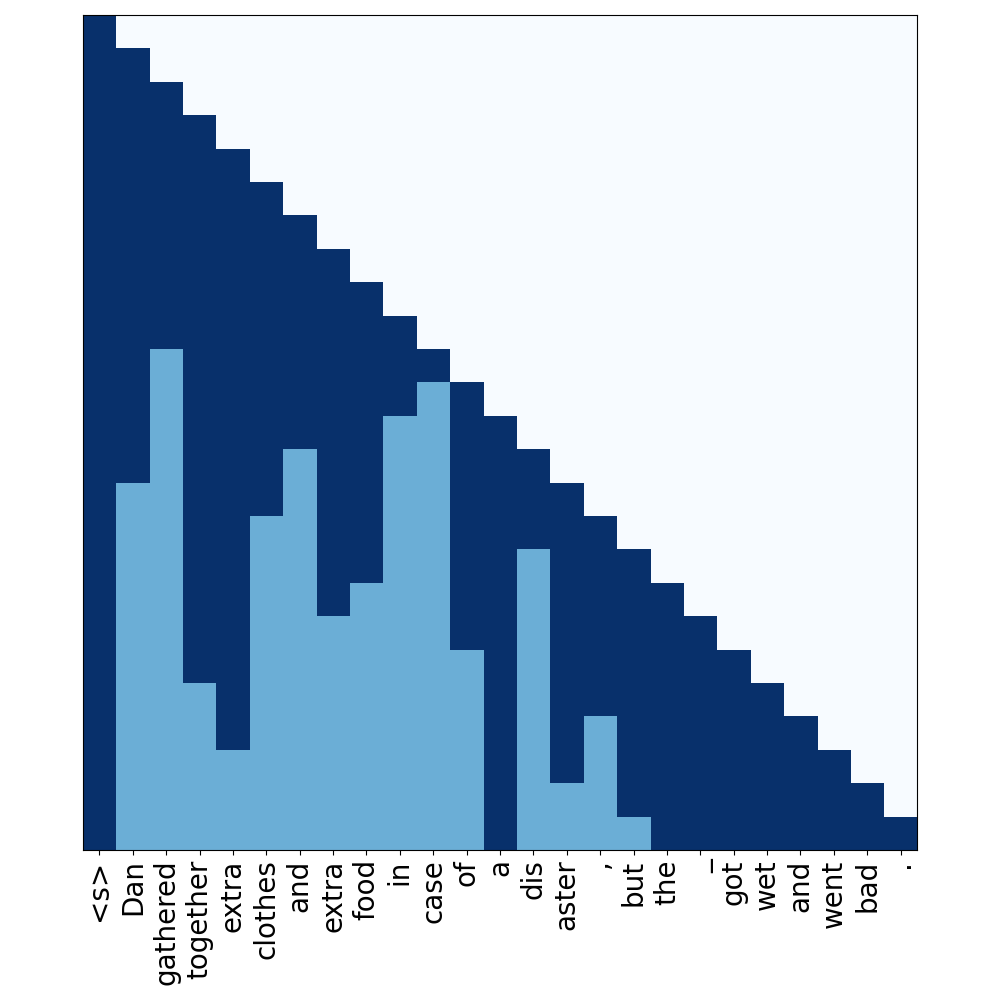 <s> Dan gathered together extra clothes and extra food in case of a dis aster , but the _ got wet and went bad .